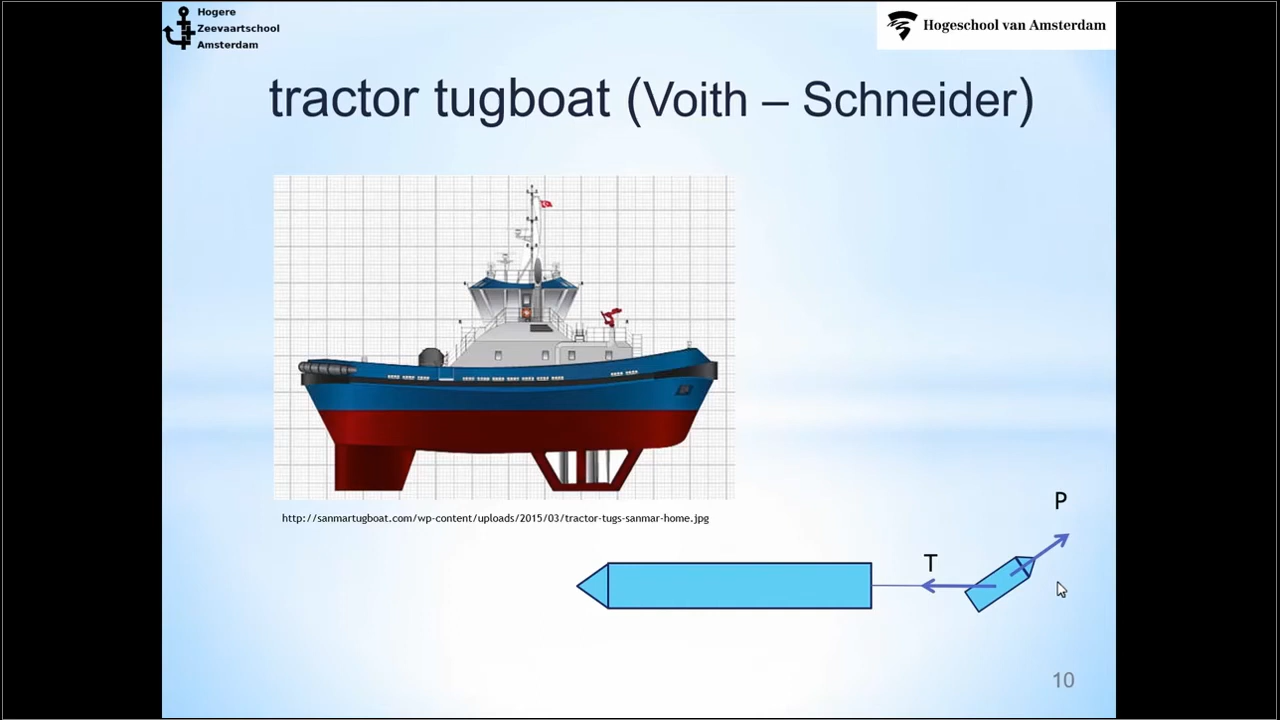 Hogere
Zeevaartschool
Amsterdam
Hogeschool van Amsterdam
tractor tugboat (Voith – Schneider)
http://sanmartugboat.com/wp-content/uploads/2015/03/tractor-tugs-sanmar-home.jpg
P
T
10